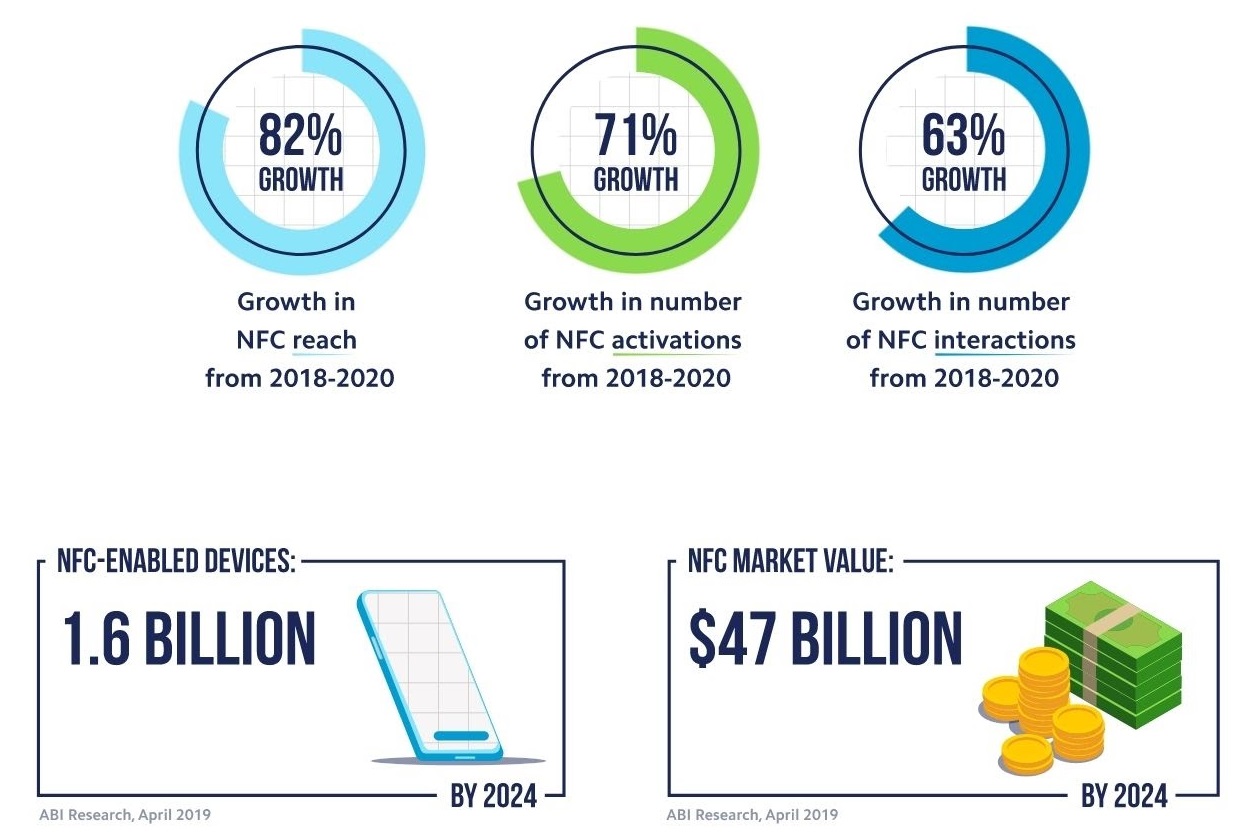 82%
GROWTH
Growth in
NFC reach
from 2018-2020
71%
GROWTH
Growth in number
of NFC activations
from 2018-2020
63%
GROWTH
Growth in number
of NFC interactions
from 2018-2020
NFC-ENABLED DEVICES:
1.6 BILLION
BY 2024
ABI Research, April 2019
NFC MARKET VALUE:
$47 BILLION
BY 2024
ABI Research, April 2019